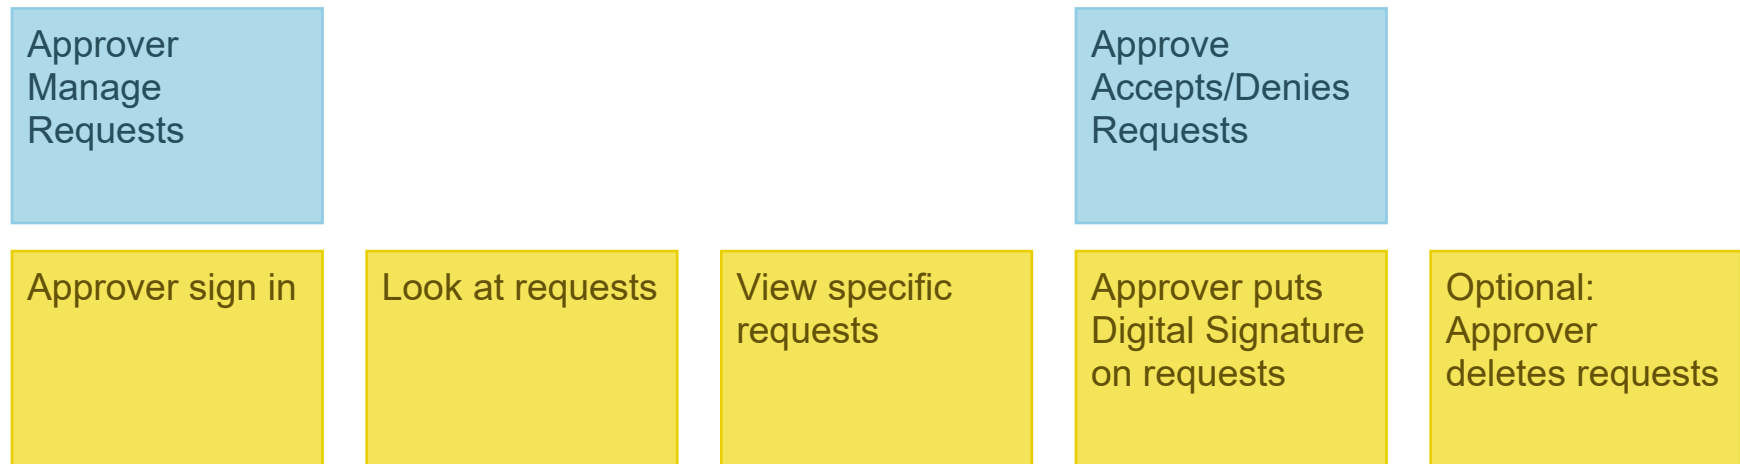 Approver
Manage
Requests
Approve
Accepts/Denies
Requests
Approver sign in
Look at requests
View specific
requests
Approver puts
Digital Signature
on requests
Optional:
Approver
deletes requests